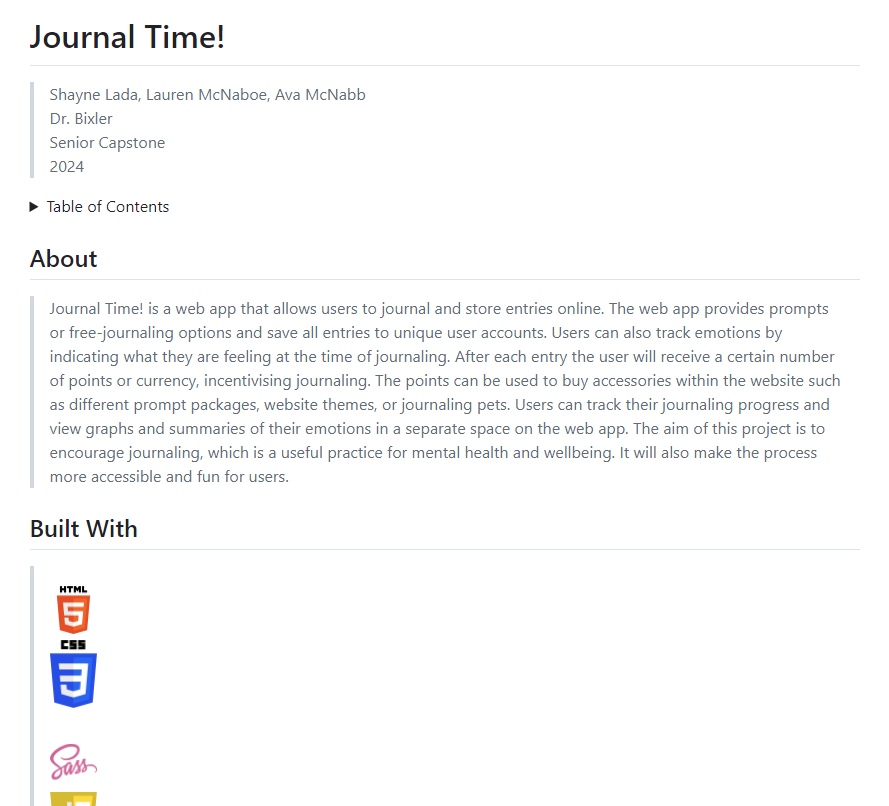 Journal Time!
Shayne Lada, Lauren McNaboe, Ava McNabb
Dr. Bixler
Senior Capstone
2024
Table of Contents
About
Journal Time! is a web app that allows users to journal and store entries online. The web app provides prompts
or free-journaling options and save all entries to unique user accounts. Users can also track emotions by
indicating what they are feeling at the time of journaling. After each entry the user will receive a certain number
of points or currency, incentivising journaling. The points can be used to buy accessories within the website such
as different prompt packages, website themes, or journaling pets. Users can track their journaling progress and
view graphs and summaries of their emotions in a separate space on the web app. The aim of this project is to
encourage journaling, which is a useful practice for mental health and wellbeing. It will also make the process
more accessible and fun for users.
Built With
HTML
5
CSS
3
Sass